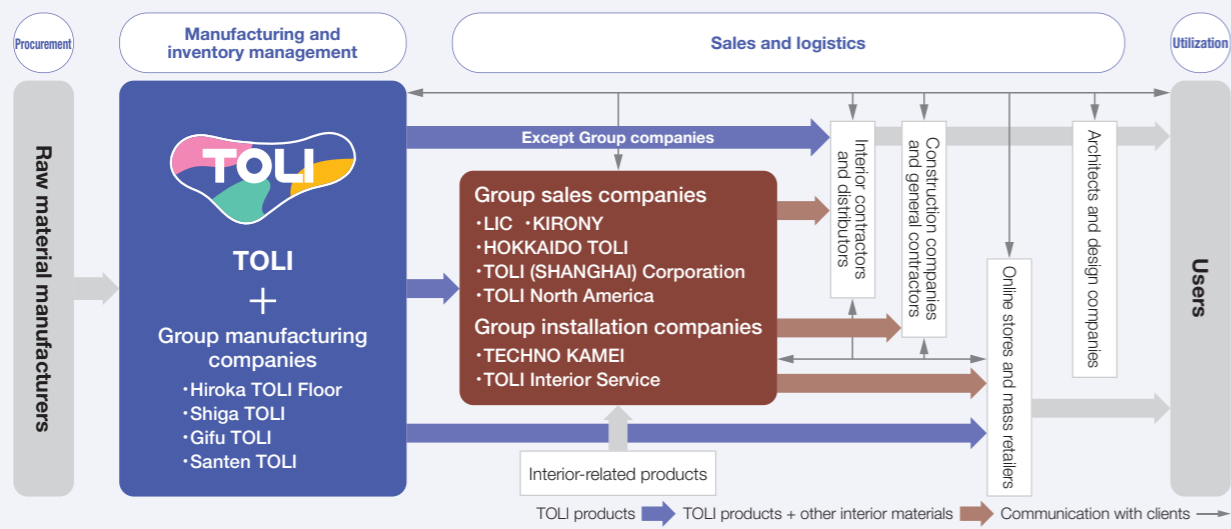 Procurement
Manufacturing and
inventory management
Sales and logistics
Utilization
Raw material manufacturers
TOLI
TOLI
+
Group manufacturing
companies
・Hiroka TOLI Floor
・Shiga TOLI
・Gifu TOLI
・Santen TOLI
Except Group companies
Group sales companies
・LIC ・KIRONY
・HOKKAIDO TOLI
・TOLI (SHANGHAI) Corporation
・TOLI North America
Group installation companies
・TECHNO KAMEI
・TOLI Interior Service
Interior-related products
Interior contractors
and distributors
Construction companies
and general contractors
Online stores and mass retailers
Architects and design companies
Users
TOLI products
TOLI products + other interior materials
Communication with clients